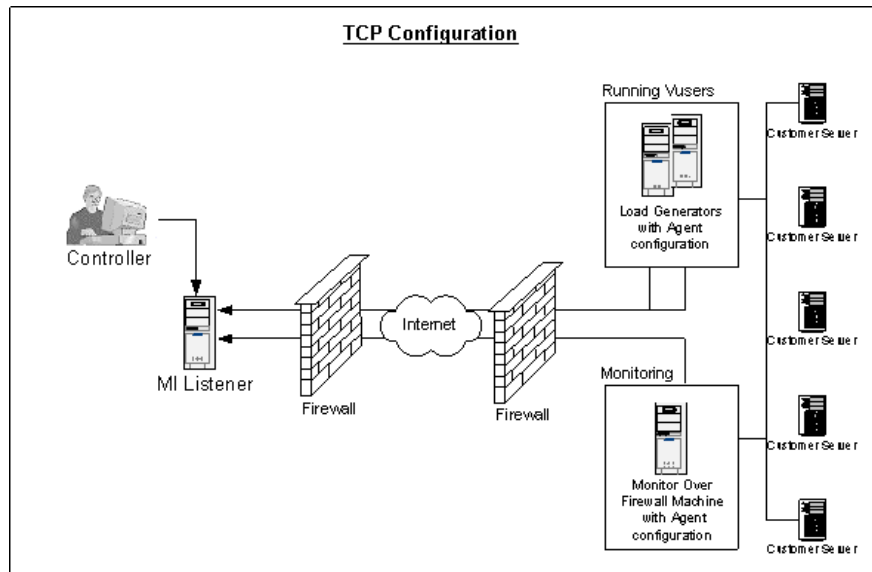 TCP Configuration
Running Vusers
Customer Server
Load Generators
with Agent
configuration
Customer Server
Controller
Internet
Customer Server
MI Listener
Firewall
Firewall
Monitoring
Customer Server
Monitor Over
Firewall Machine
with Agent
configuration
Customer Server